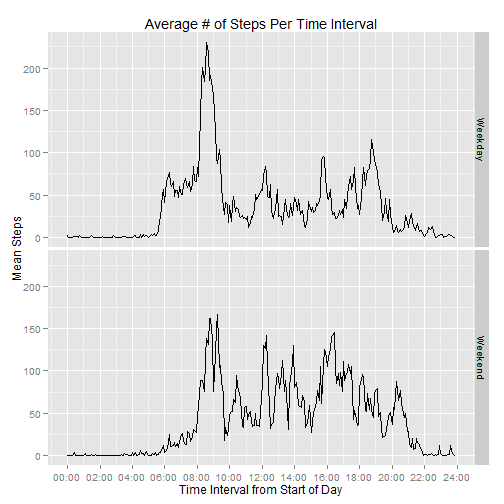 Average # of Steps Per Time Interval
Mean Steps
200
150
100
50
0
Weekday
200
150
100
50
0
Weekend
00:00 02:00 04:00 06:00 08:00 10:00 12:00 14:00 16:00 18:00 20:00 22:00 24:00
Time Interval from Start of Day